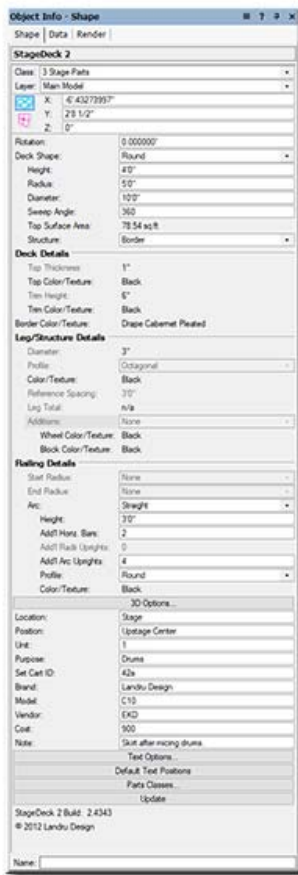 Object Info - Shape
Shape Data Render
StageDeck 2
Class: 3 Stage Parts
Layer: Main Model
X: -6'.43273997"
Y: 2'8 1/2"
Z: 0"
Rotation: 0.000000°
Deck Shape: Round
Height: 4'0"
Radius: 5'0"
Diameter: 10'0"
Sweep Angle: 360
Top Surface Area: 78.54 sq.ft
Structure: Border
Deck Details
Top Thickness: 1"
Top Color/Texture: Black
Trim Height: 6"
Trim Color/Texture: Black
Border Color/Texture: Drape Cabernet Pleated
Leg/Structure Details
Diameter: 3"
Profile: Octagonal
Color/Texture: Black
Reference Spacing: 3'0"
Leg Total: n/a
Additions: None
Wheel Color/Texture: Black
Block Color/Texture: Black
Railing Details
Start Radius: None
End Radius: None
Arc: Straight
Height: 3'0"
Add'l Horiz. Bars: 2
Add'l Radii Uprights: 0
Add'l Arc Uprights: 4
Profile: Round
Color/Texture: Black
3D Options...
Location: Stage
Position: Upstage Center
Unit: 1
Purpose: Drums
Set Cart ID: 42a
Brand: Landru Design
Model: C10
Vendor: EKD
Cost: 900
Note: Skirt after micing drums
Text Options...
Default Text Positions
Parts Classes...
Update
StageDeck 2 Build: 2.4343
© 2012 Landru Design
Name: